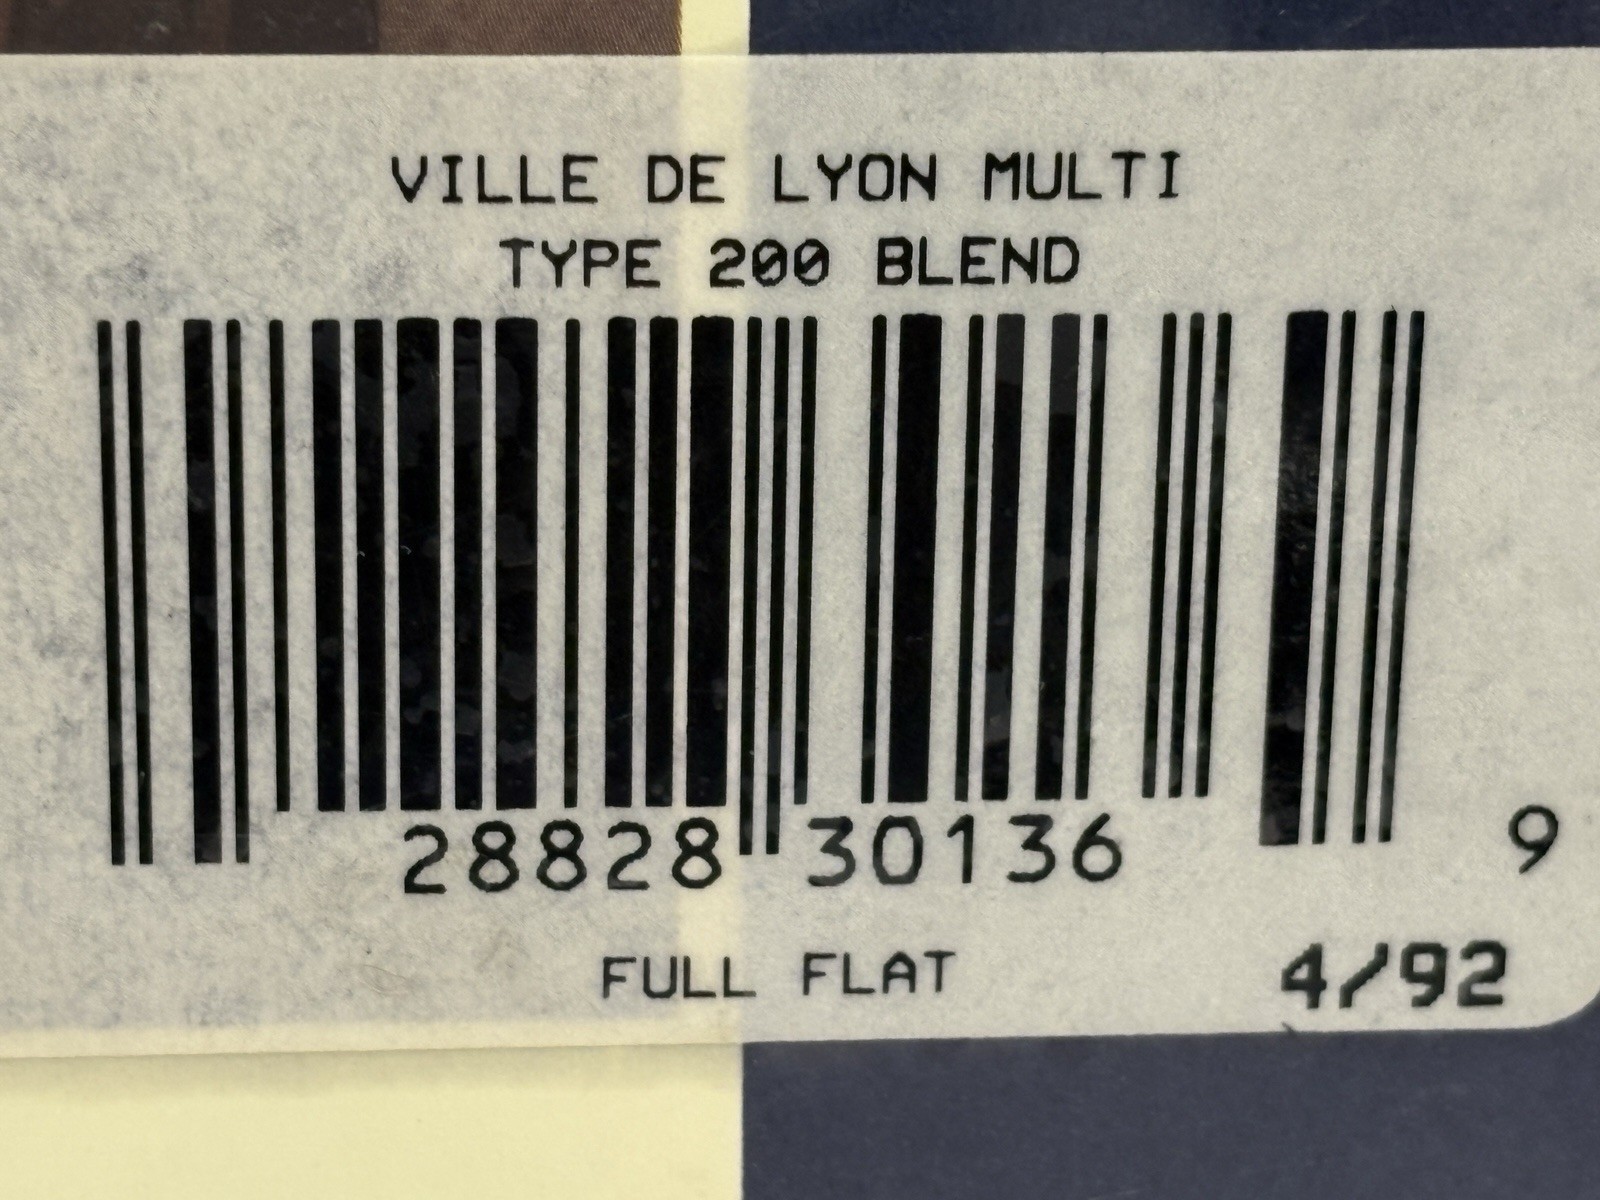 VILLE DE LYON MULTI
TYPE 200 BLEND
28828 30136 9
FULL FLAT 4/92